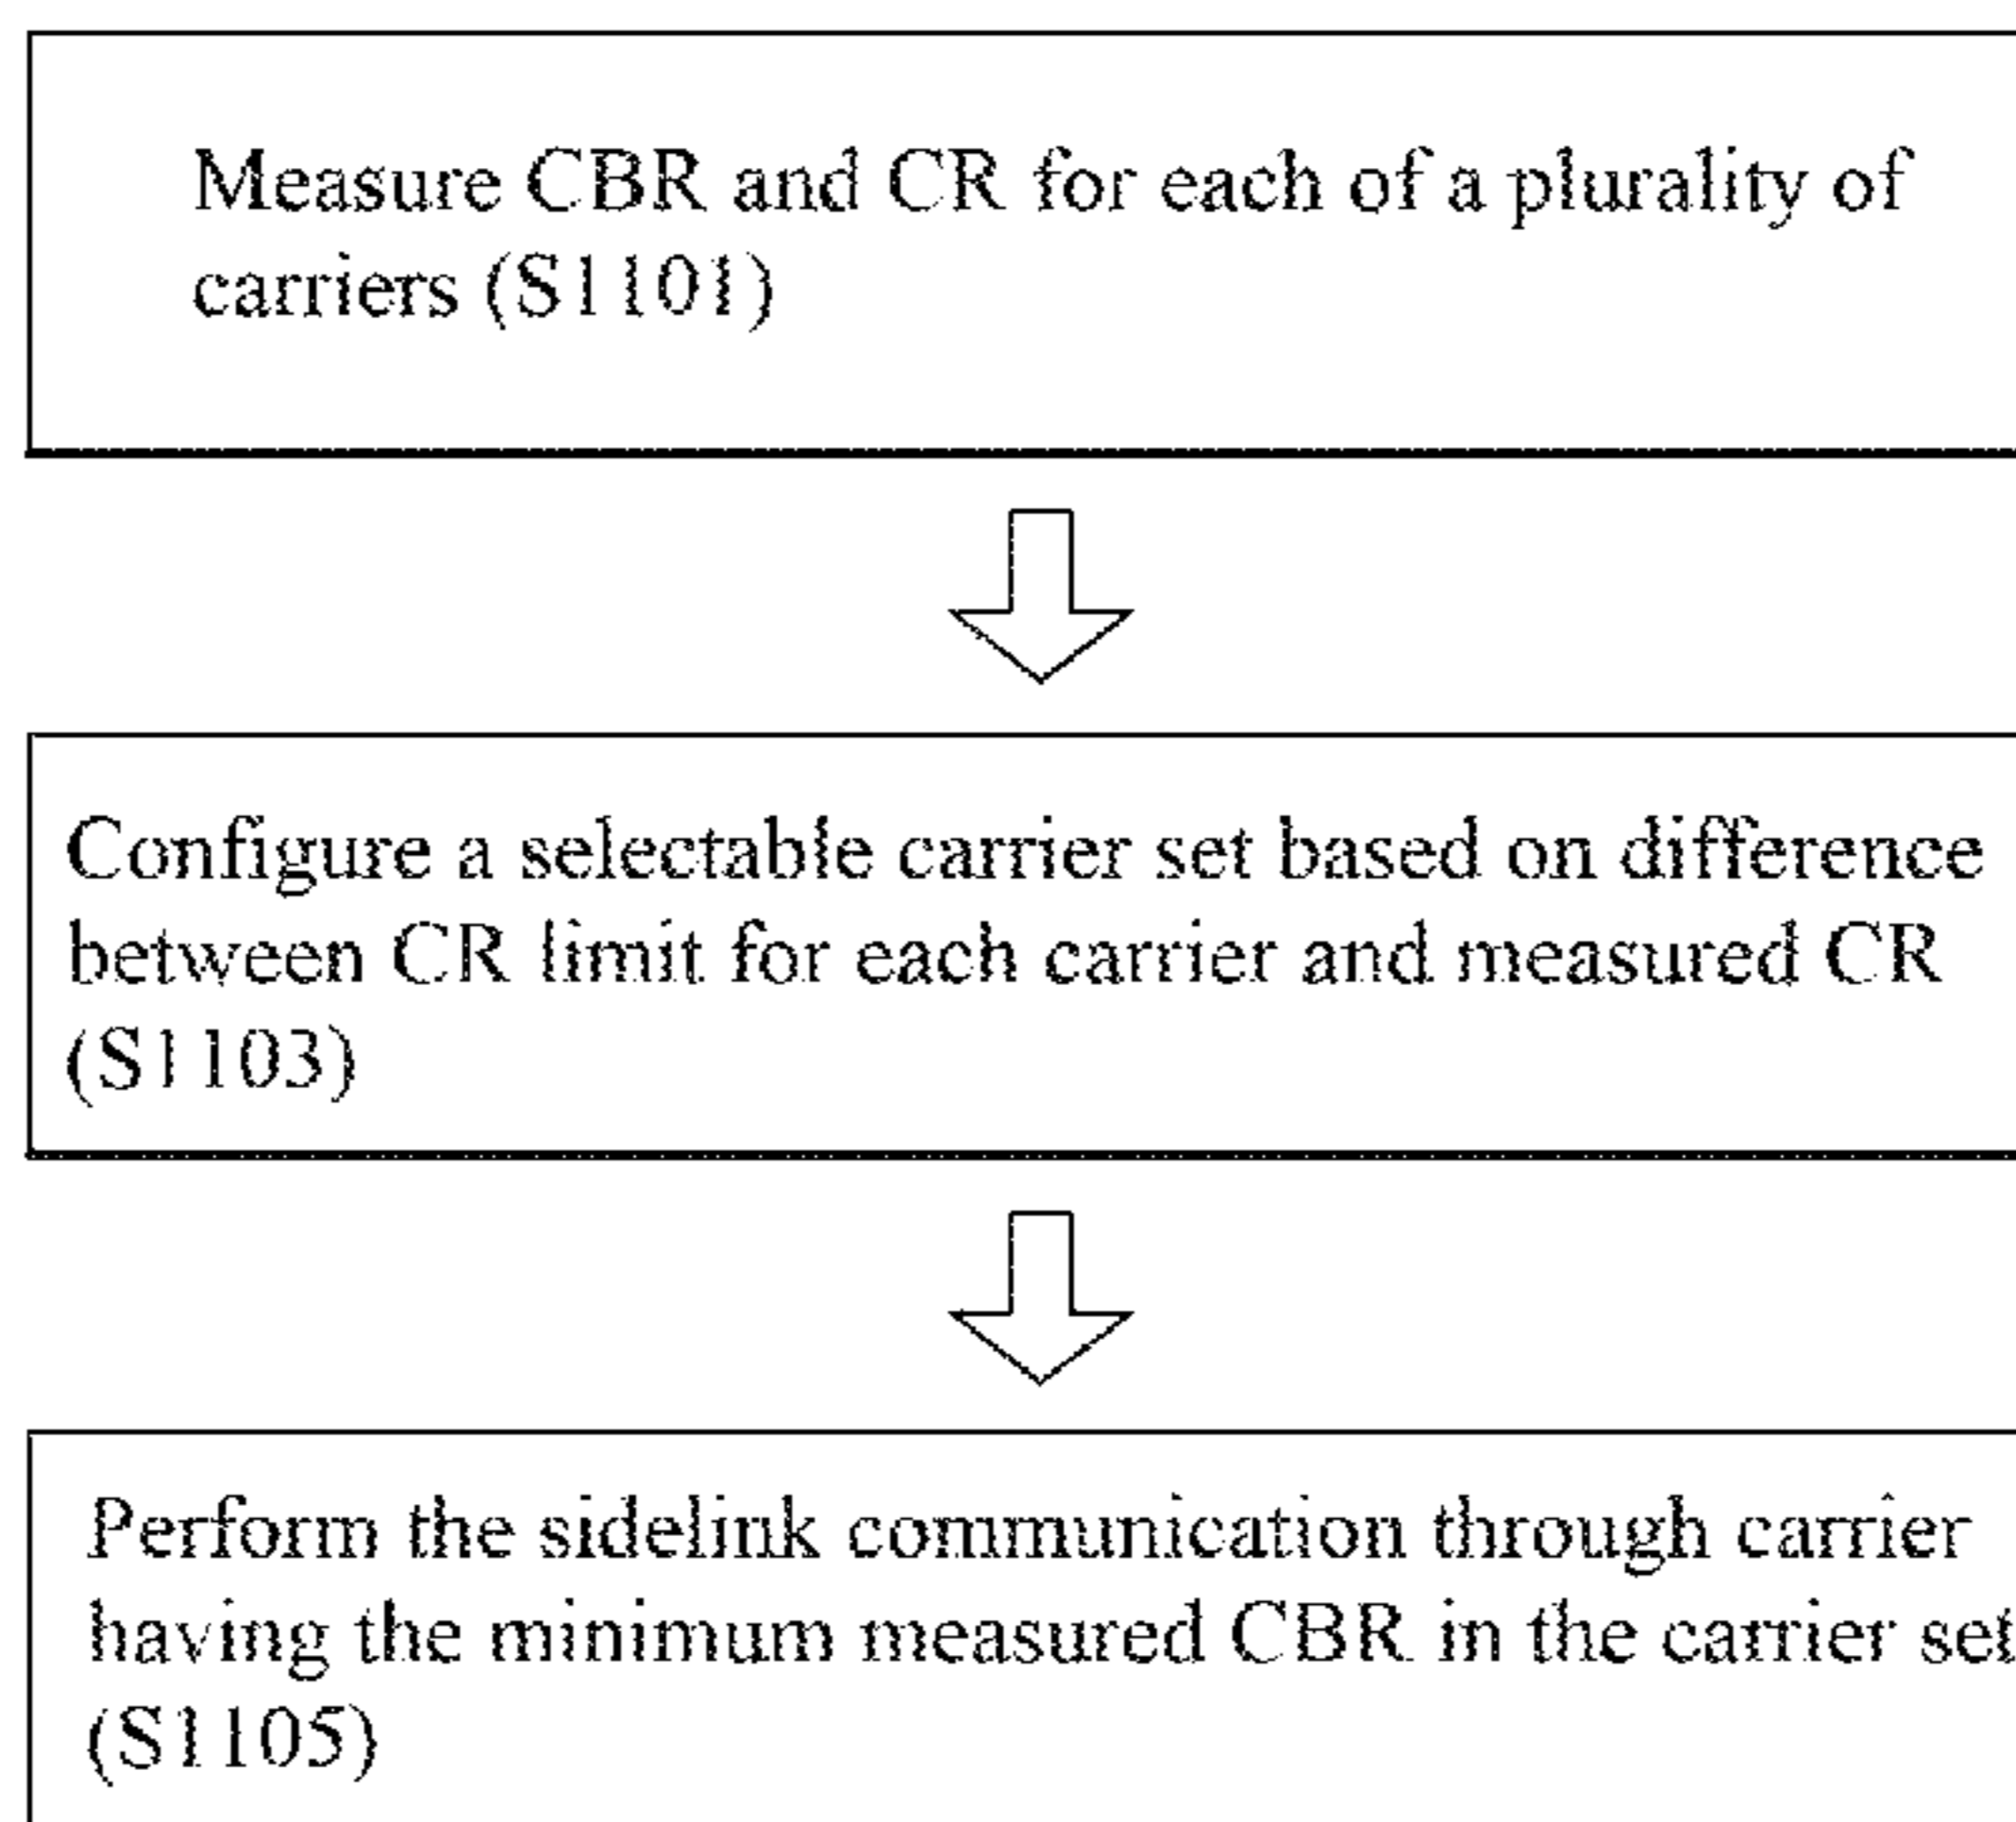 Measure CBR and CR for each of a plurality of
carriers (S1101)
Configure a selectable carrier set based on difference
between CR limit for each carrier and measured CR
(S1103)
Perform the sidelink communication through carrier
having the minimum measured CBR in the carrier set
(S1105)